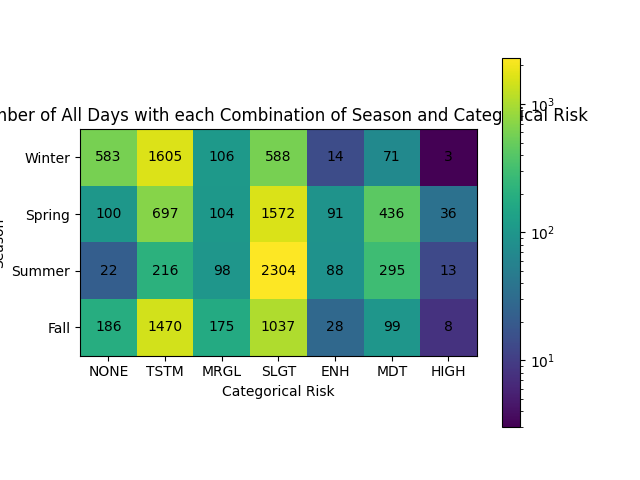 of All Days with each Combination of Season and Categorical Risk
Winter 583 1605 106 588 14 71 3
Spring 100 697 104 1572 91 436 36
Summer 22 216 98 2304 88 295 13
Fall 186 1470 175 1037 28 99 8
NONE TSTM MRGL SLGT ENH MDT HIGH
Categorical Risk
10³
10²
10¹